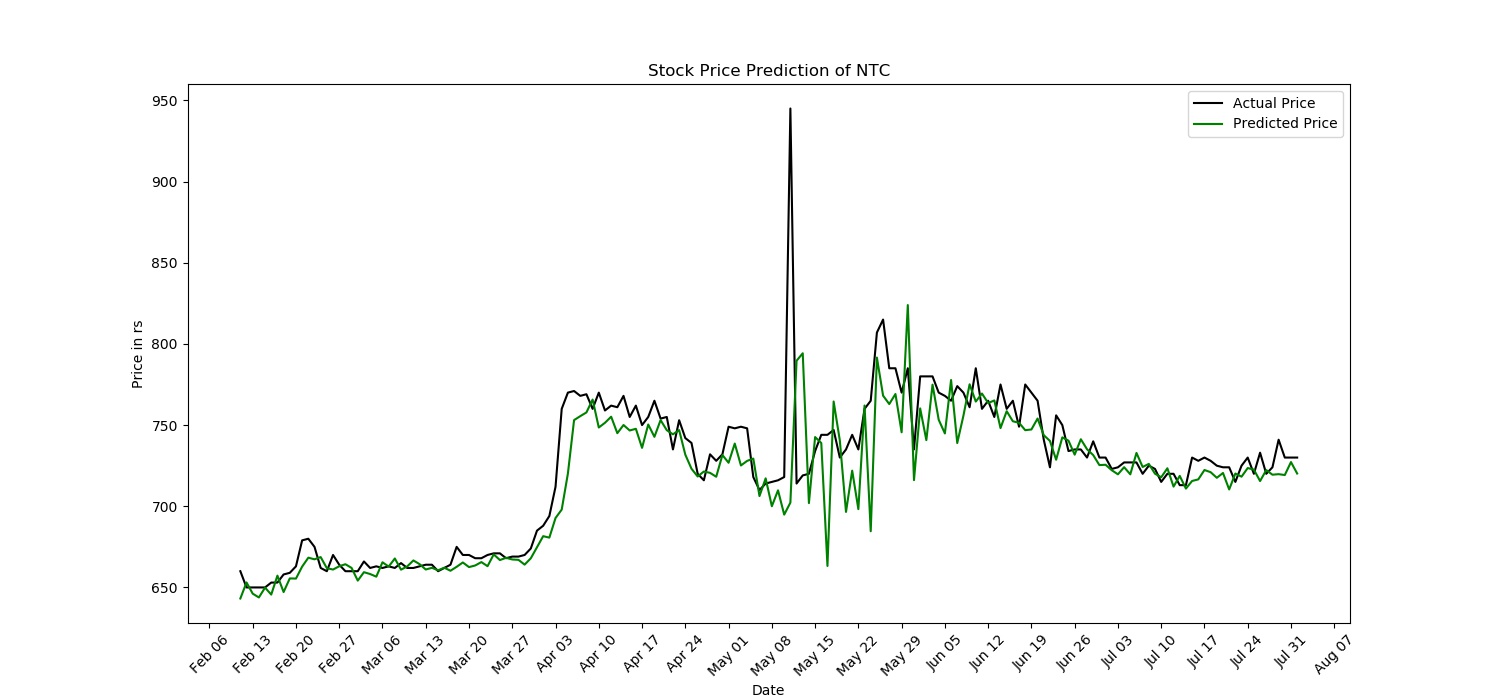 Stock Price Prediction of NTC
Actual Price
Predicted Price
950
900
850
800
750
700
650
Price in rs
Feb 06
Feb 13
Feb 20
Feb 27
Mar 06
Mar 13
Mar 20
Mar 27
Apr 03
Apr 10
Apr 17
Apr 24
May 01
May 08
May 15
May 22
May 29
Jun 05
Jun 12
Jun 19
Jun 26
Jul 03
Jul 10
Jul 17
Jul 24
Jul 31
Aug 07
Date